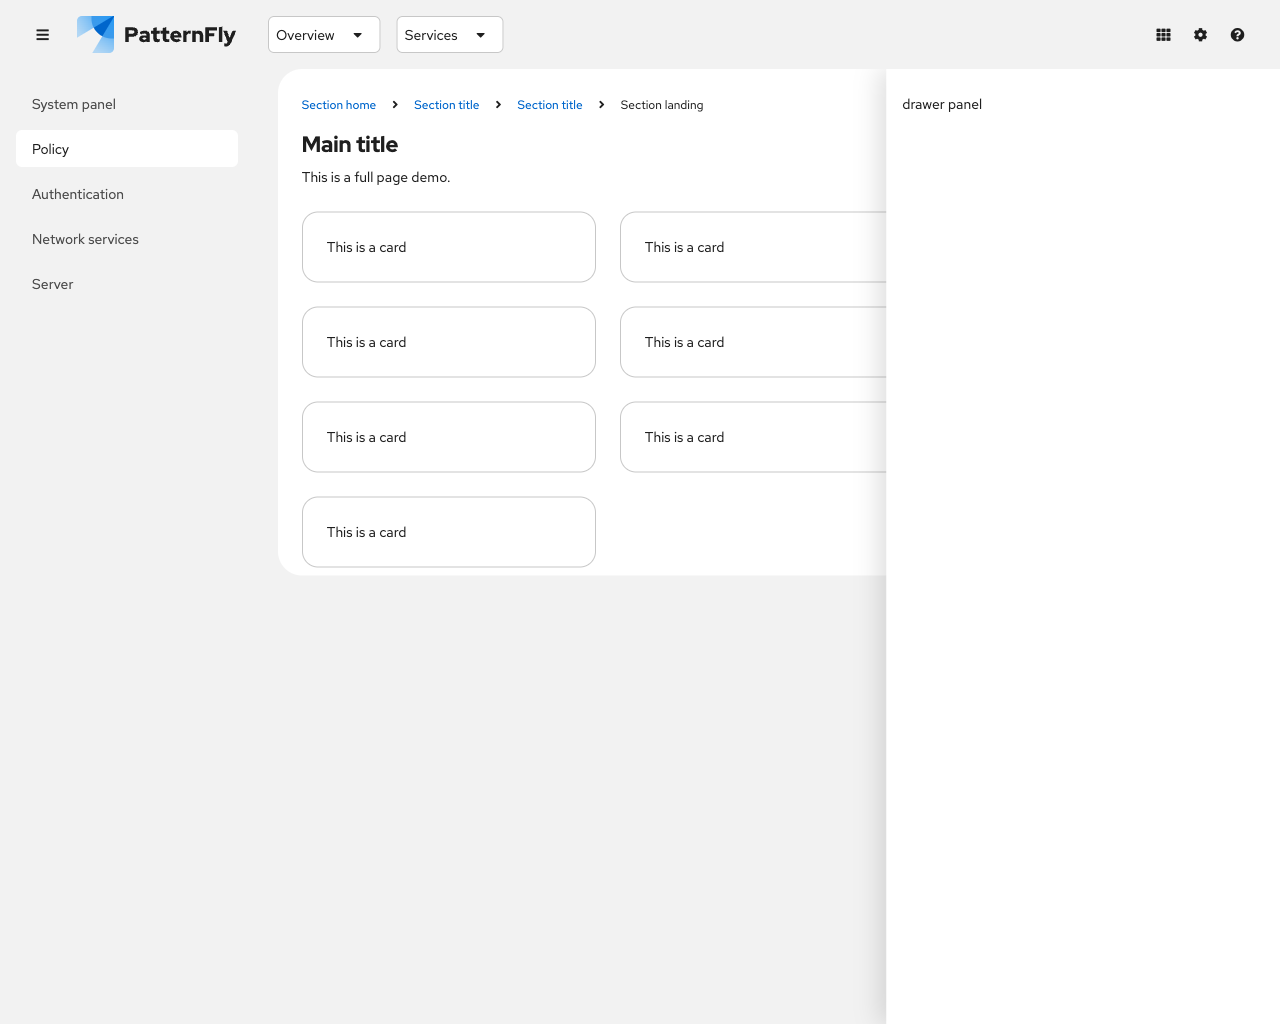 PatternFly
Overview
Services
System panel
Policy
Authentication
Network services
Server
Section home
Section title
Section title
Section landing
Main title
This is a full page demo.
This is a card
This is a card
This is a card
This is a card
This is a card
This is a card
This is a card
drawer panel